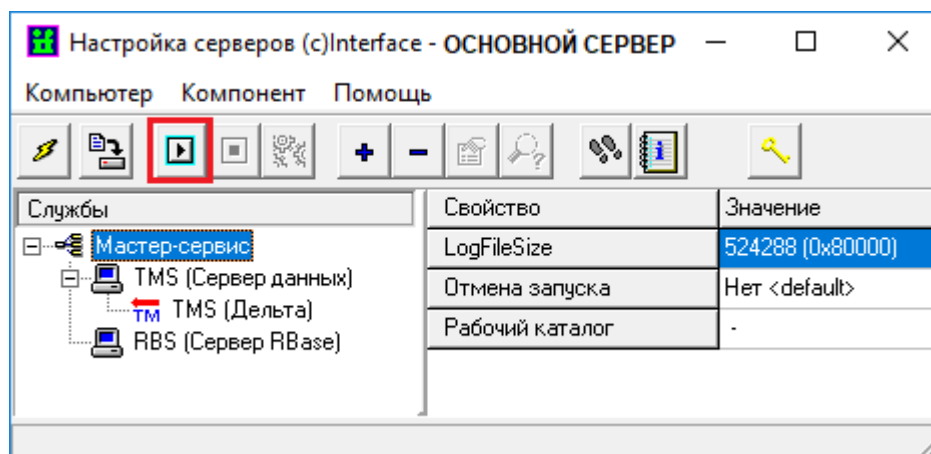 Настройка серверов (c)Interface - ОСНОВНОЙ СЕРВЕР
Компьютер Компонент Помощь
Службы
Свойство Значение
Мастер-сервис
LogFileSize 524288 (0x80000)
TMS (Сервер данных)
Отмена запуска Нет <default>
TM TMS (Дельта)
Рабочий каталог -
RBS (Сервер RBase)